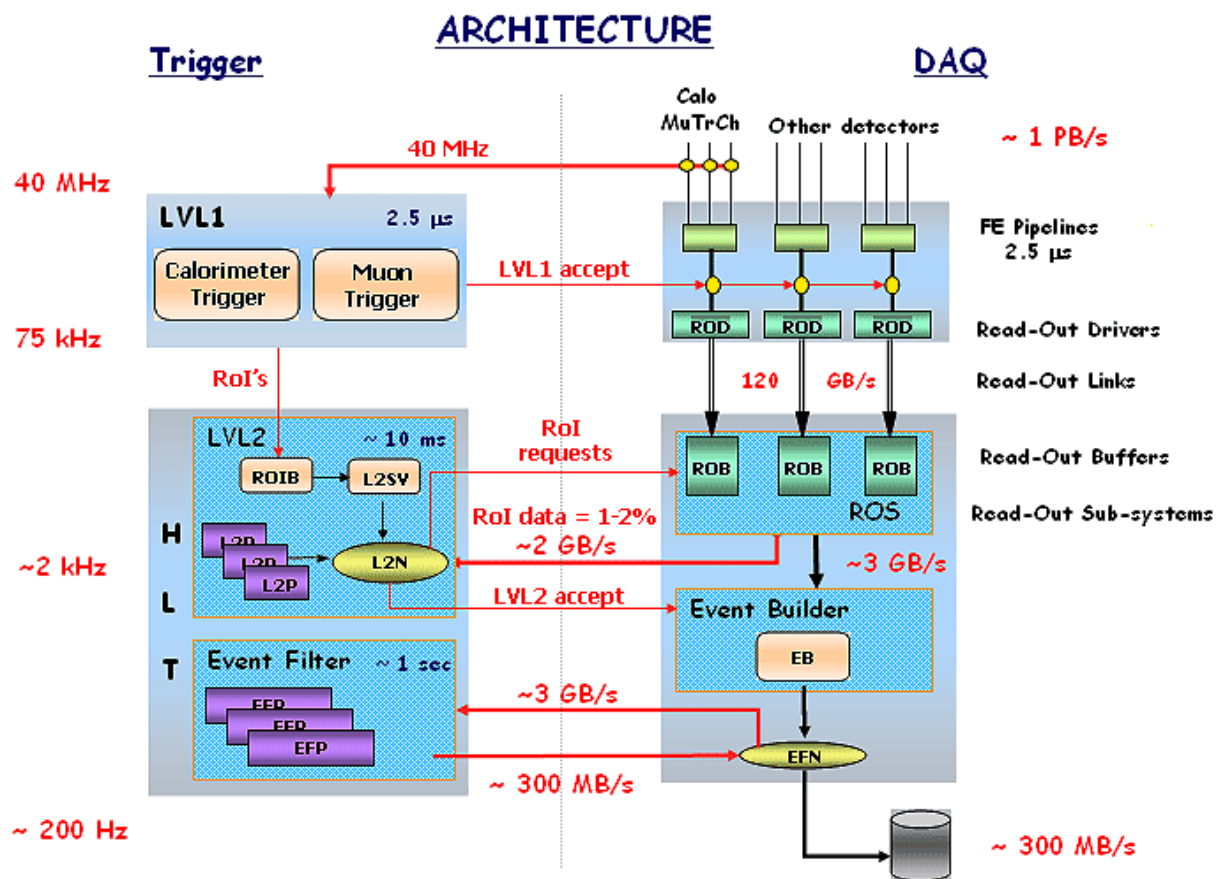 ARCHITECTURE
Trigger
DAQ
Calo
MuTrCh
Other detectors
~ 1 PB/s
40 MHz
40 MHz
LVL1
2.5 μs
Calorimeter
Trigger
Muon
Trigger
LVL1 accept
FE Pipelines
2.5 μs
75 kHz
ROD
ROD
ROD
Read-Out Drivers
RoI's
120 GB/s
Read-Out Links
LVL2
~ 10 ms
ROIB
L2SV
RoI
requests
ROB
ROB
ROB
Read-Out Buffers
ROS
Read-Out Sub-systems
H
L
T
RoI data = 1-2%
~2 GB/s
L2P
L2P
L2P
L2N
~2 kHz
~3 GB/s
LVL2 accept
Event Builder
EB
Event Filter
~ 1 sec
~3 GB/s
EFP
EFP
EFP
EFN
~ 300 MB/s
~ 200 Hz
~ 300 MB/s